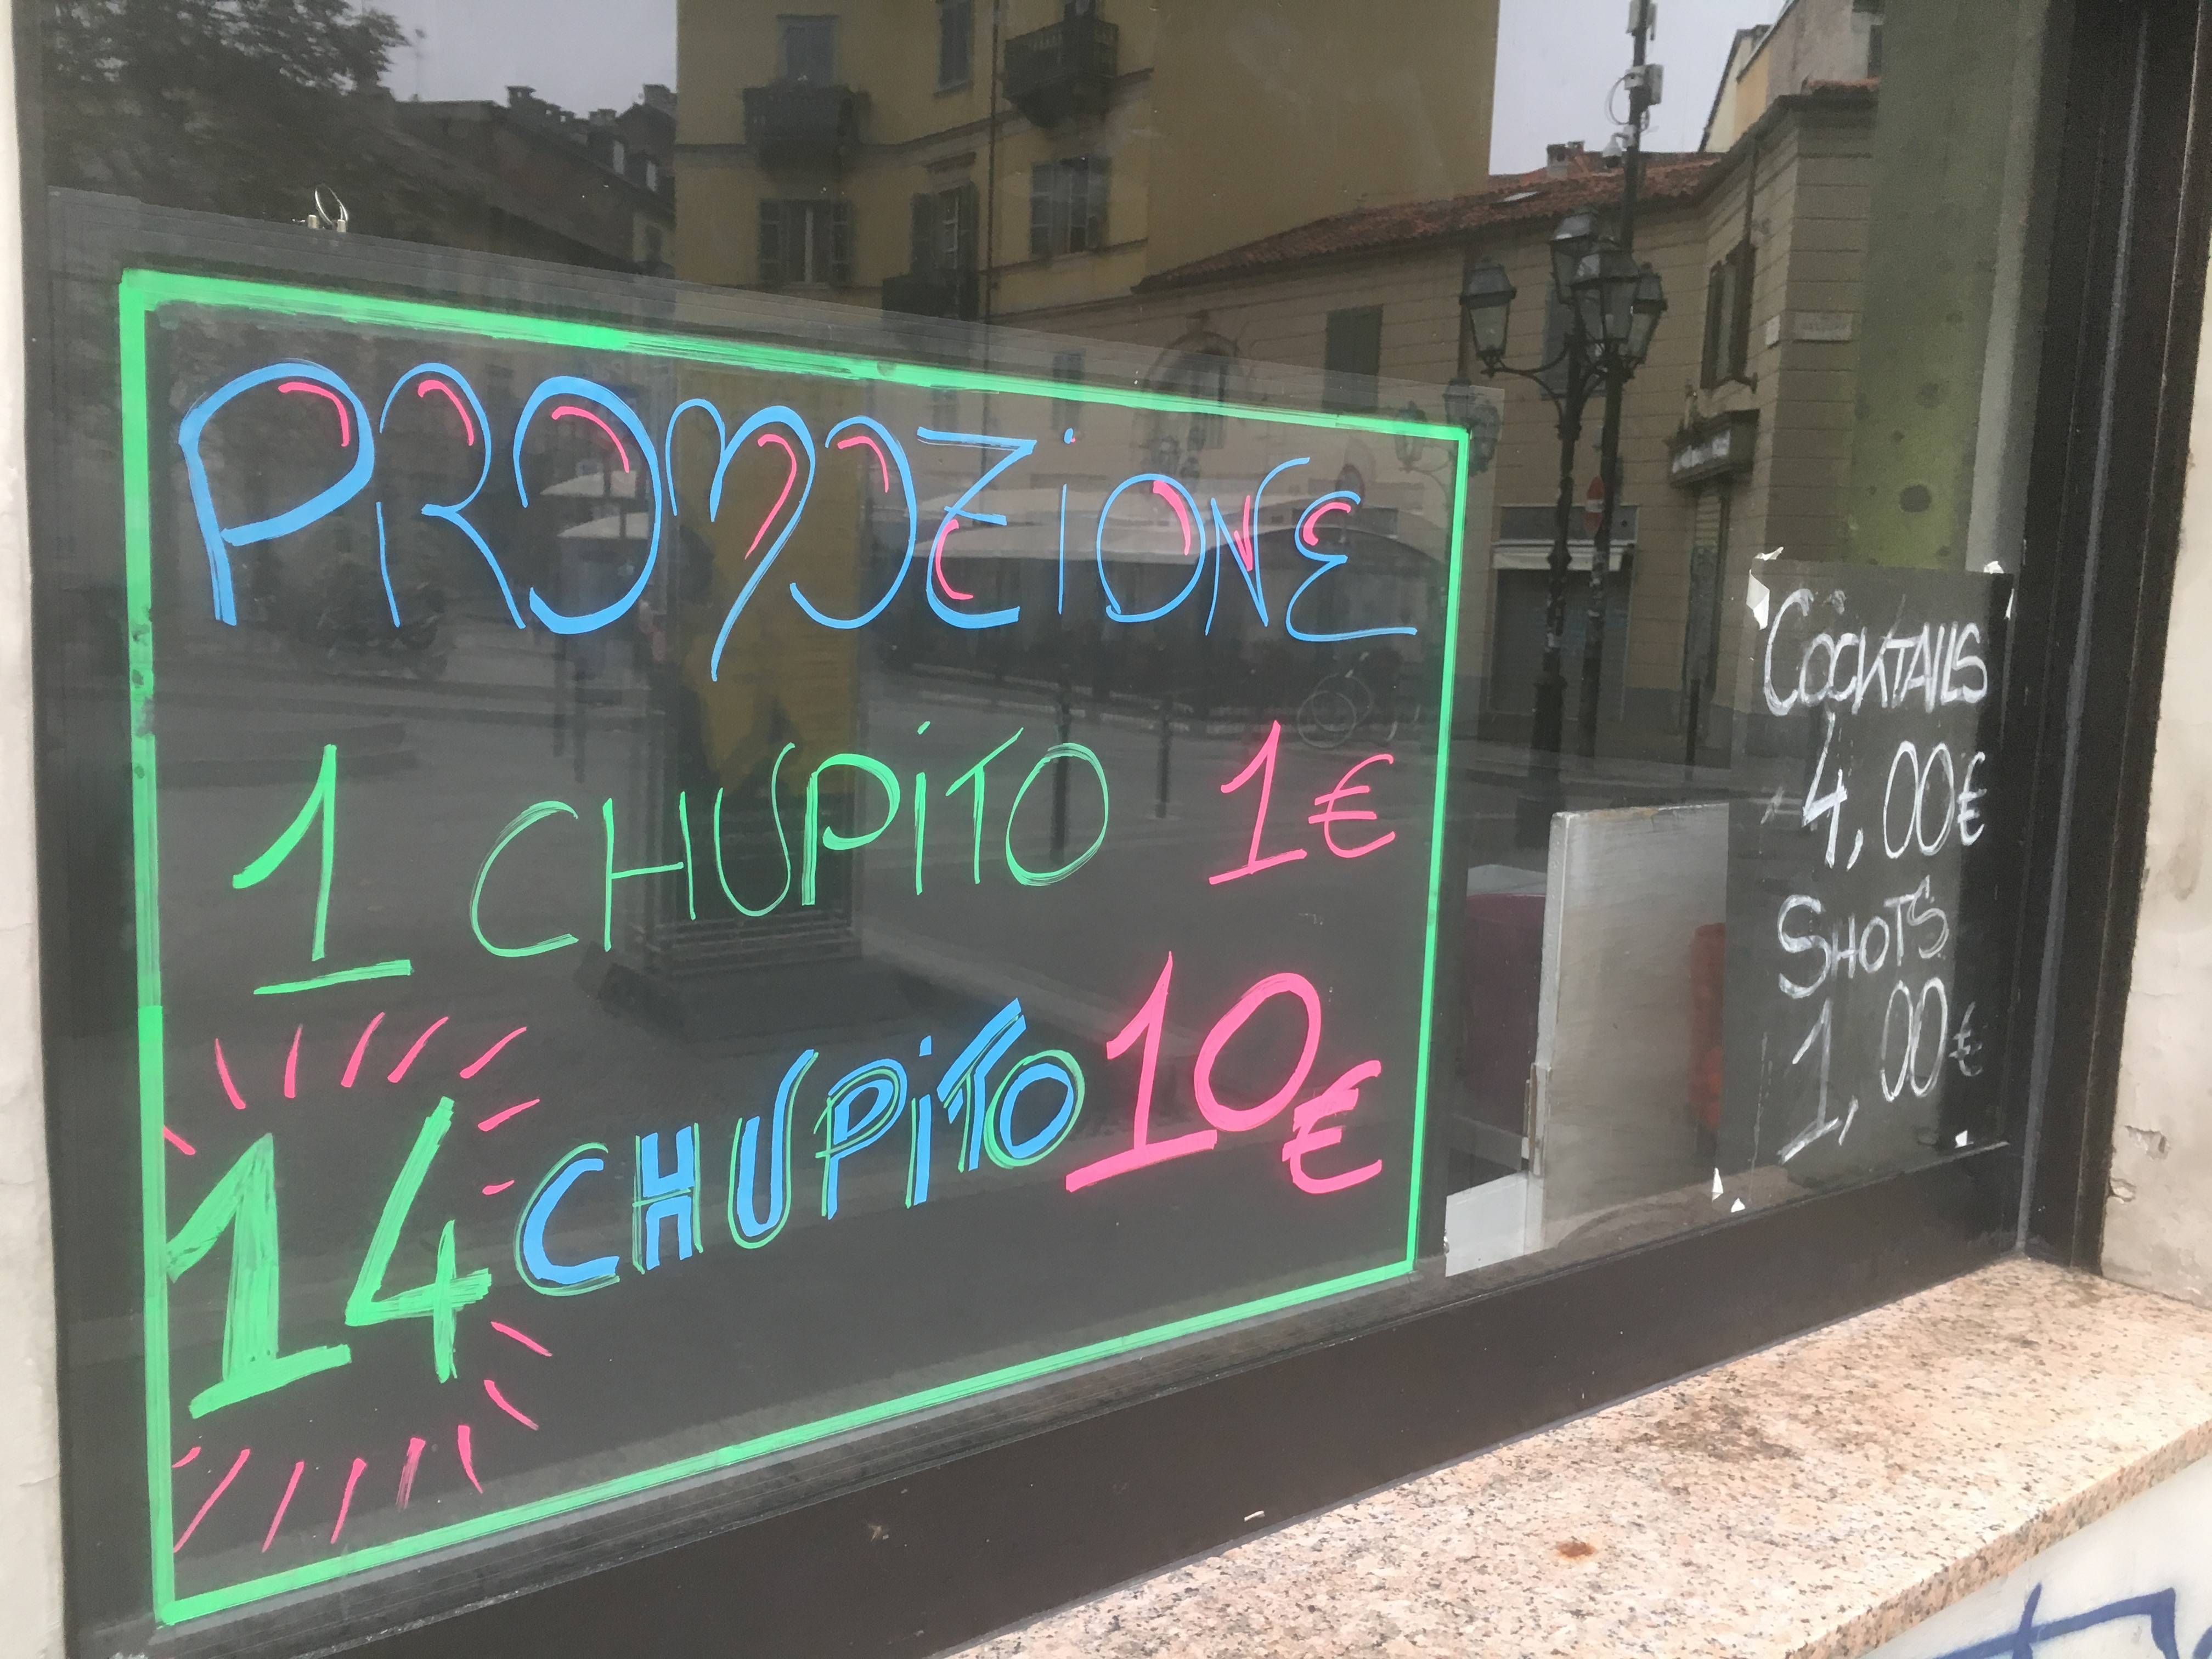 PROMOZIONE
1 CHUPITO 1€
14 CHUPITO 10€
COCKTAILS
4,00€
SHOTS
1,00€